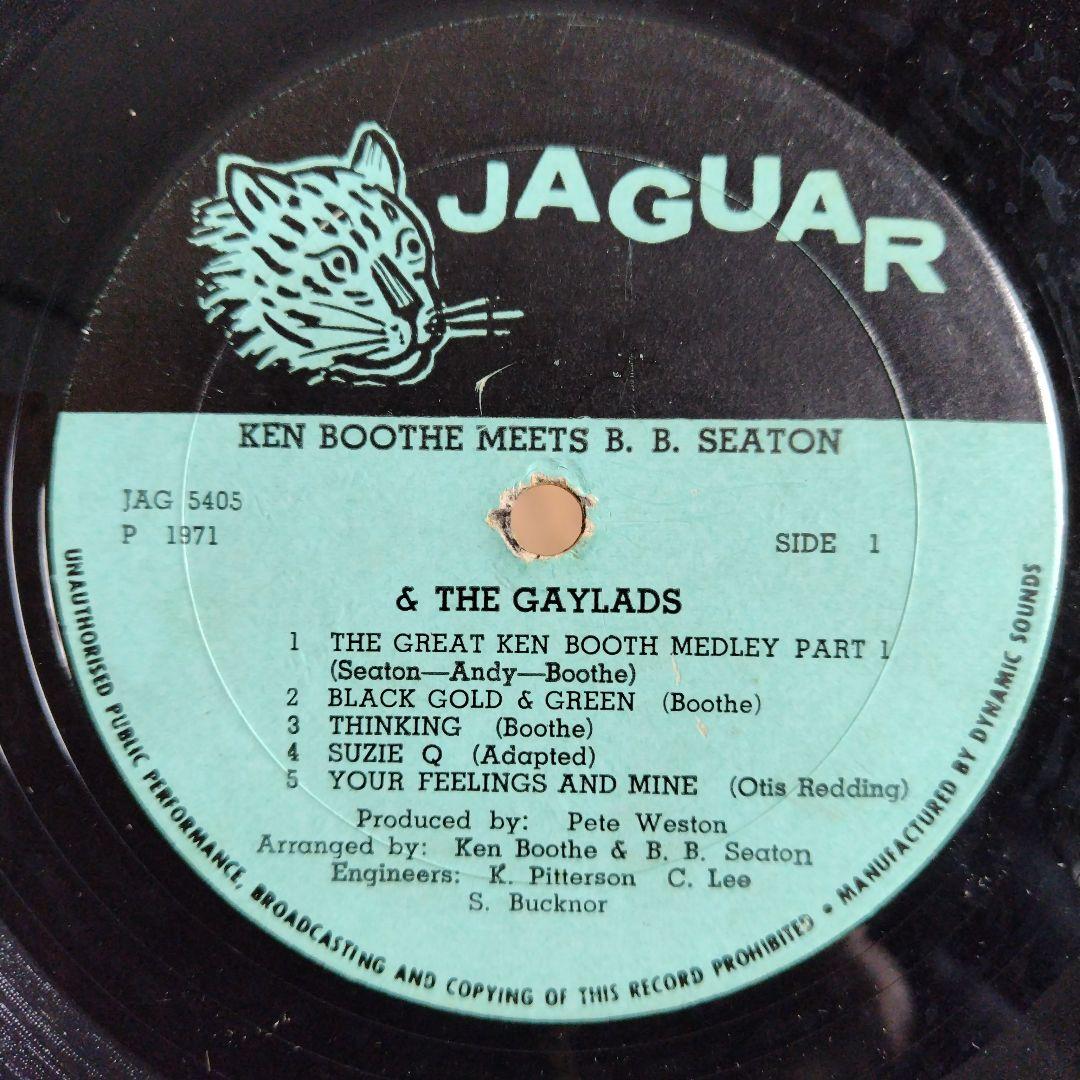 JAGUAR
KEN BOOTHE MEETS B. B. SEATON
JAG 5405
P 1971
SIDE 1
& THE GAYLADS
1 THE GREAT KEN BOOTH MEDLEY PART 1
(Seaton—Andy—Boothe)
2 BLACK GOLD & GREEN (Boothe)
3 THINKING (Boothe)
4 SUZIE Q (Adapted)
5 YOUR FEELINGS AND MINE (Otis Redding)
Produced by: Pete Weston
Arranged by: Ken Boothe & B. B. Seaton
Engineers: K. Pitterson C. Lee
S. Bucknor
UNAUTHORISED PUBLIC PERFORMANCE, BROADCASTING AND COPYING OF THIS RECORD PROHIBITED • MANUFACTURED BY DYNAMIC SOUNDS